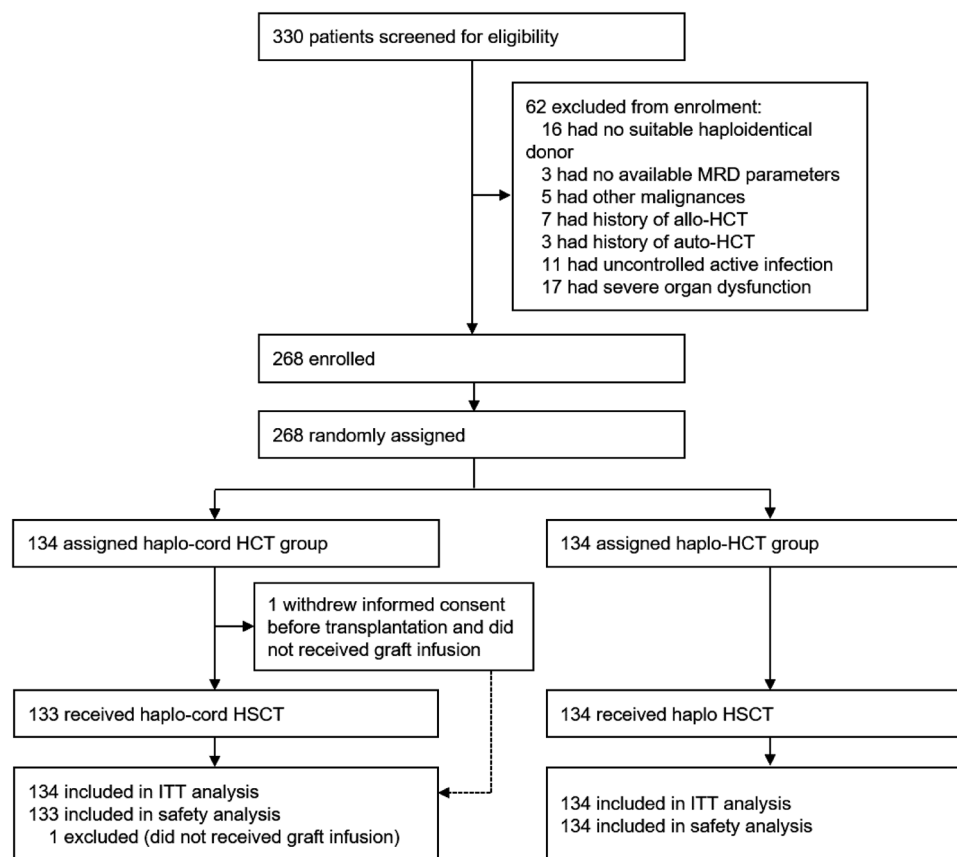 330 patients screened for eligibility
62 excluded from enrolment:
16 had no suitable haploidentical
donor
3 had no available MRD parameters
5 had other malignances
7 had history of allo-HCT
3 had history of auto-HCT
11 had uncontrolled active infection
17 had severe organ dysfunction
268 enrolled
268 randomly assigned
134 assigned haplo-cord HCT group
134 assigned haplo-HCT group
1 withdrew informed consent
before transplantation and did
not received graft infusion
133 received haplo-cord HSCT
134 received haplo HSCT
134 included in ITT analysis
133 included in safety analysis
1 excluded (did not received graft infusion)
134 included in ITT analysis
134 included in safety analysis